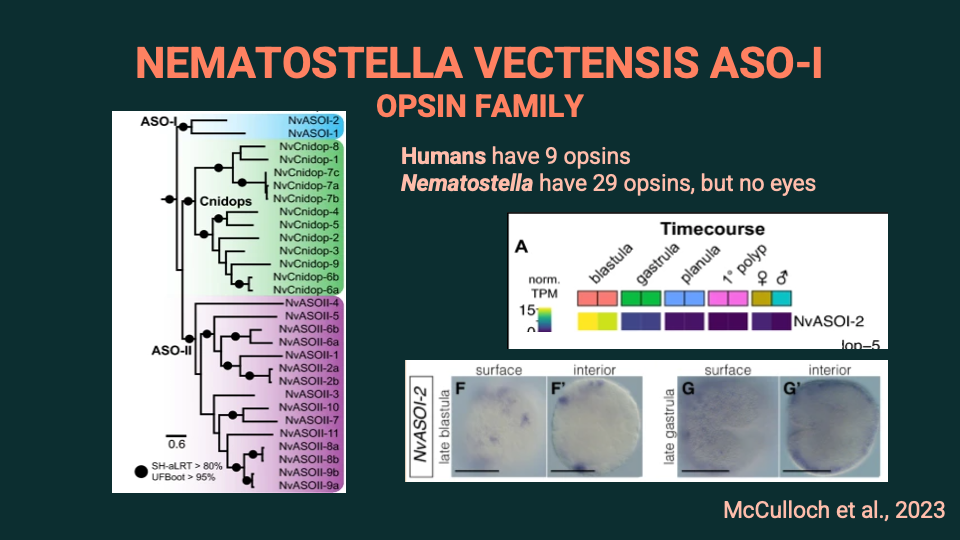 NEMATOSTELLA VECTENSIS ASO-I
OPSIN FAMILY
ASO-I
NvASOI-2
NvASOI-1
NvCnidop-8
NvCnidop-1
NvCnidop-7c
NvCnidop-7a
NvCnidop-7b
Cnidops
NvCnidop-4
NvCnidop-5
NvCnidop-2
NvCnidop-3
NvCnidop-9
NvCnidop-6b
NvCnidop-6a
NvASOII-4
NvASOII-5
NvASOII-6b
NvASOII-6a
ASO-II
NvASOII-1
NvASOII-2a
NvASOII-2b
NvASOII-3
NvASOII-10
NvASOII-7
NvASOII-11
NvASOII-8a
NvASOII-8b
NvASOII-9b
NvASOII-9a
0.6
SH-aLRT > 80%
UFBoot > 95%
Humans have 9 opsins
Nematostella have 29 opsins, but no eyes
Timecourse
A
blastula
gastrula
planula
1° polyp
♀
♂
norm.
TPM
15
0
NvASOI-2
surface
interior
surface
interior
NvASOI-2
late blastula
F
F'
late gastrula
G
G'
McCulloch et al., 2023